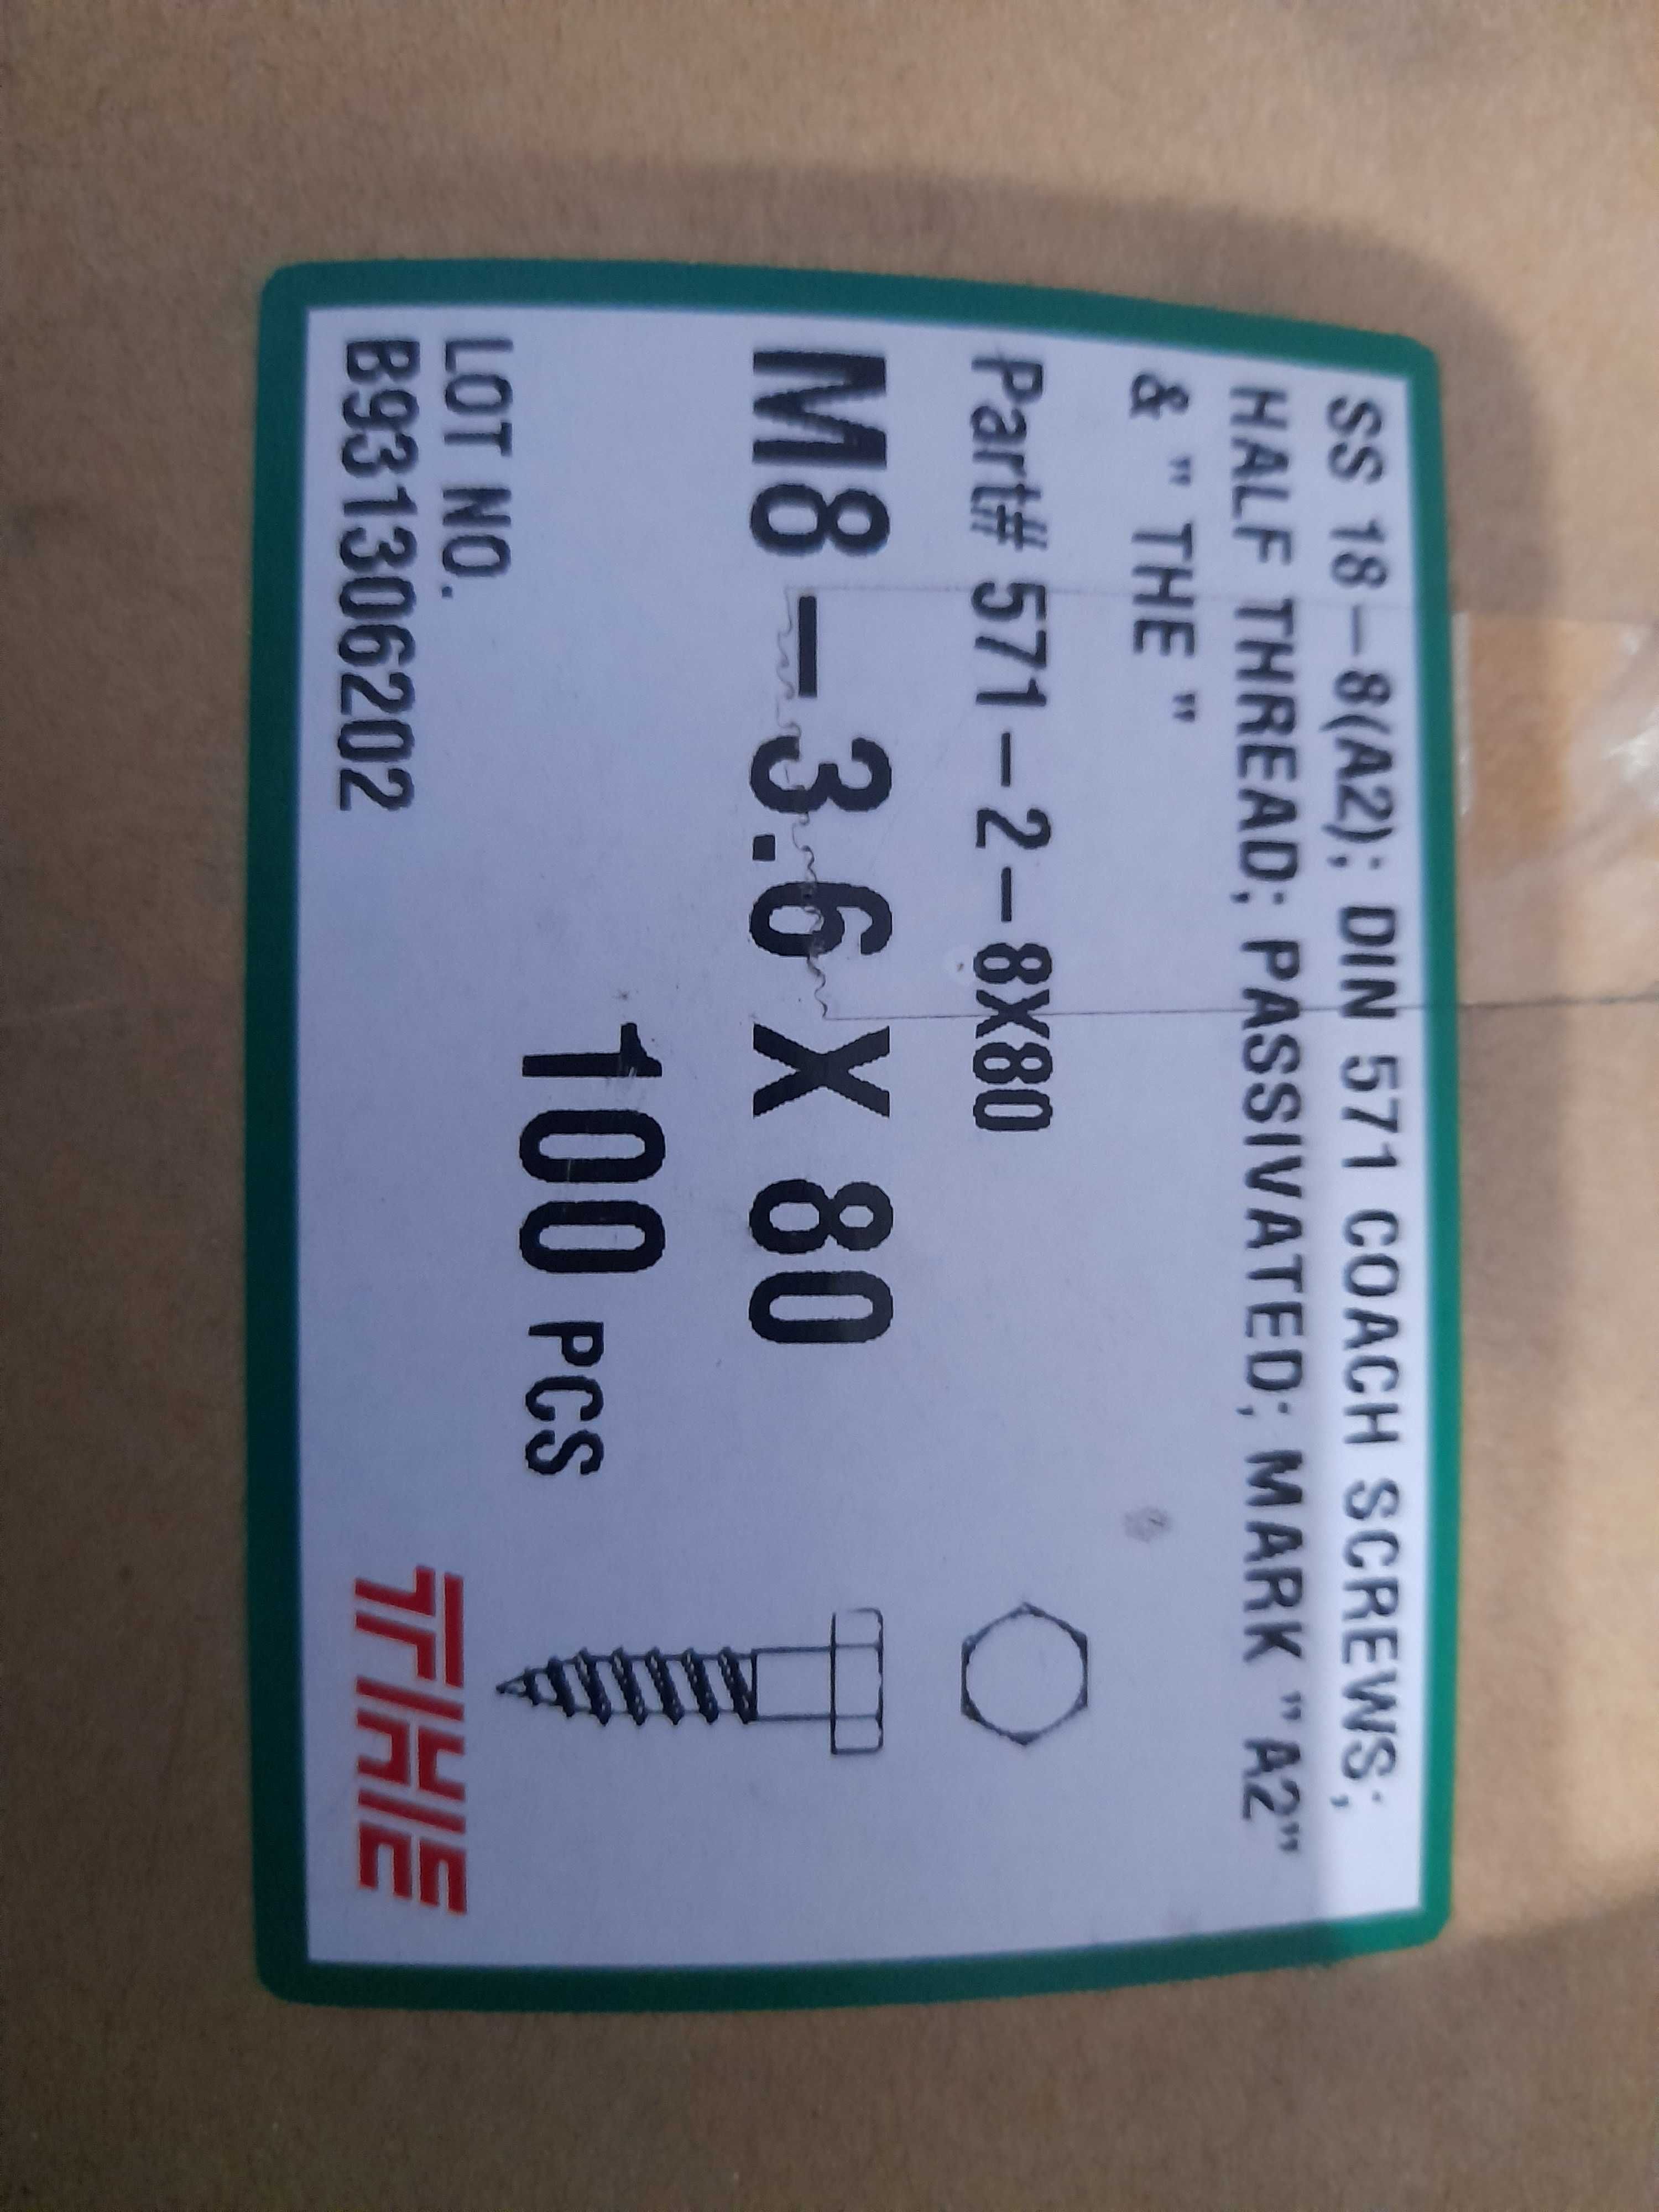 SS 18-8(A2); DIN 571 COACH SCREWS;
HALF THREAD; PASSIVATED; MARK "A2"
& " THE "
Part# 571-2-8X80
M8-3.6 X 80
100 PCS
LOT NO.
B931306202
THE